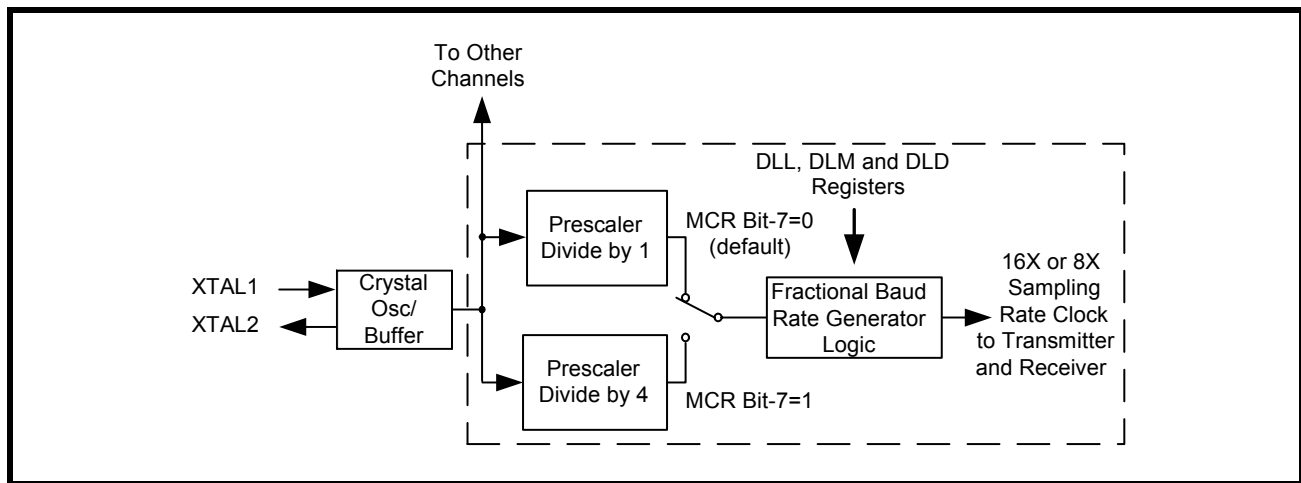 To Other
Channels
DLL, DLM and DLD
Registers
Prescaler
Divide by 1
MCR Bit-7=0
(default)
XTAL1
XTAL2
Crystal
Osc/
Buffer
Fractional Baud
Rate Generator
Logic
16X or 8X
Sampling
Rate Clock
to Transmitter
and Receiver
Prescaler
Divide by 4
MCR Bit-7=1